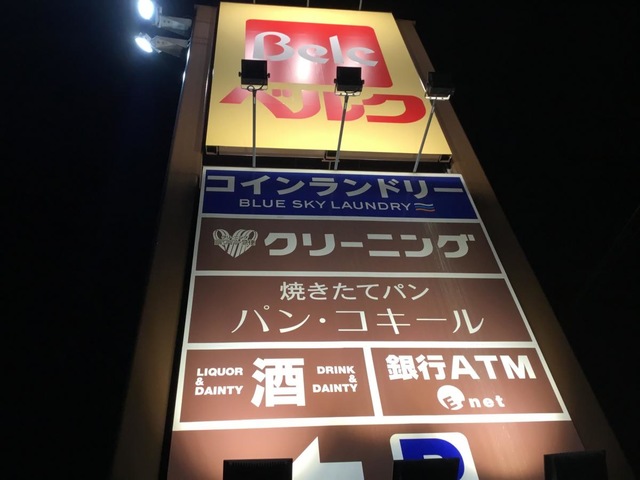 Belc
ベルク
コインランドリー
BLUE SKY LAUNDRY
クリーニング
焼きたてパン
パン・コキール
LIQUOR & DAINTY
酒
DRINK & DAINTY
銀行ATM
E net
P